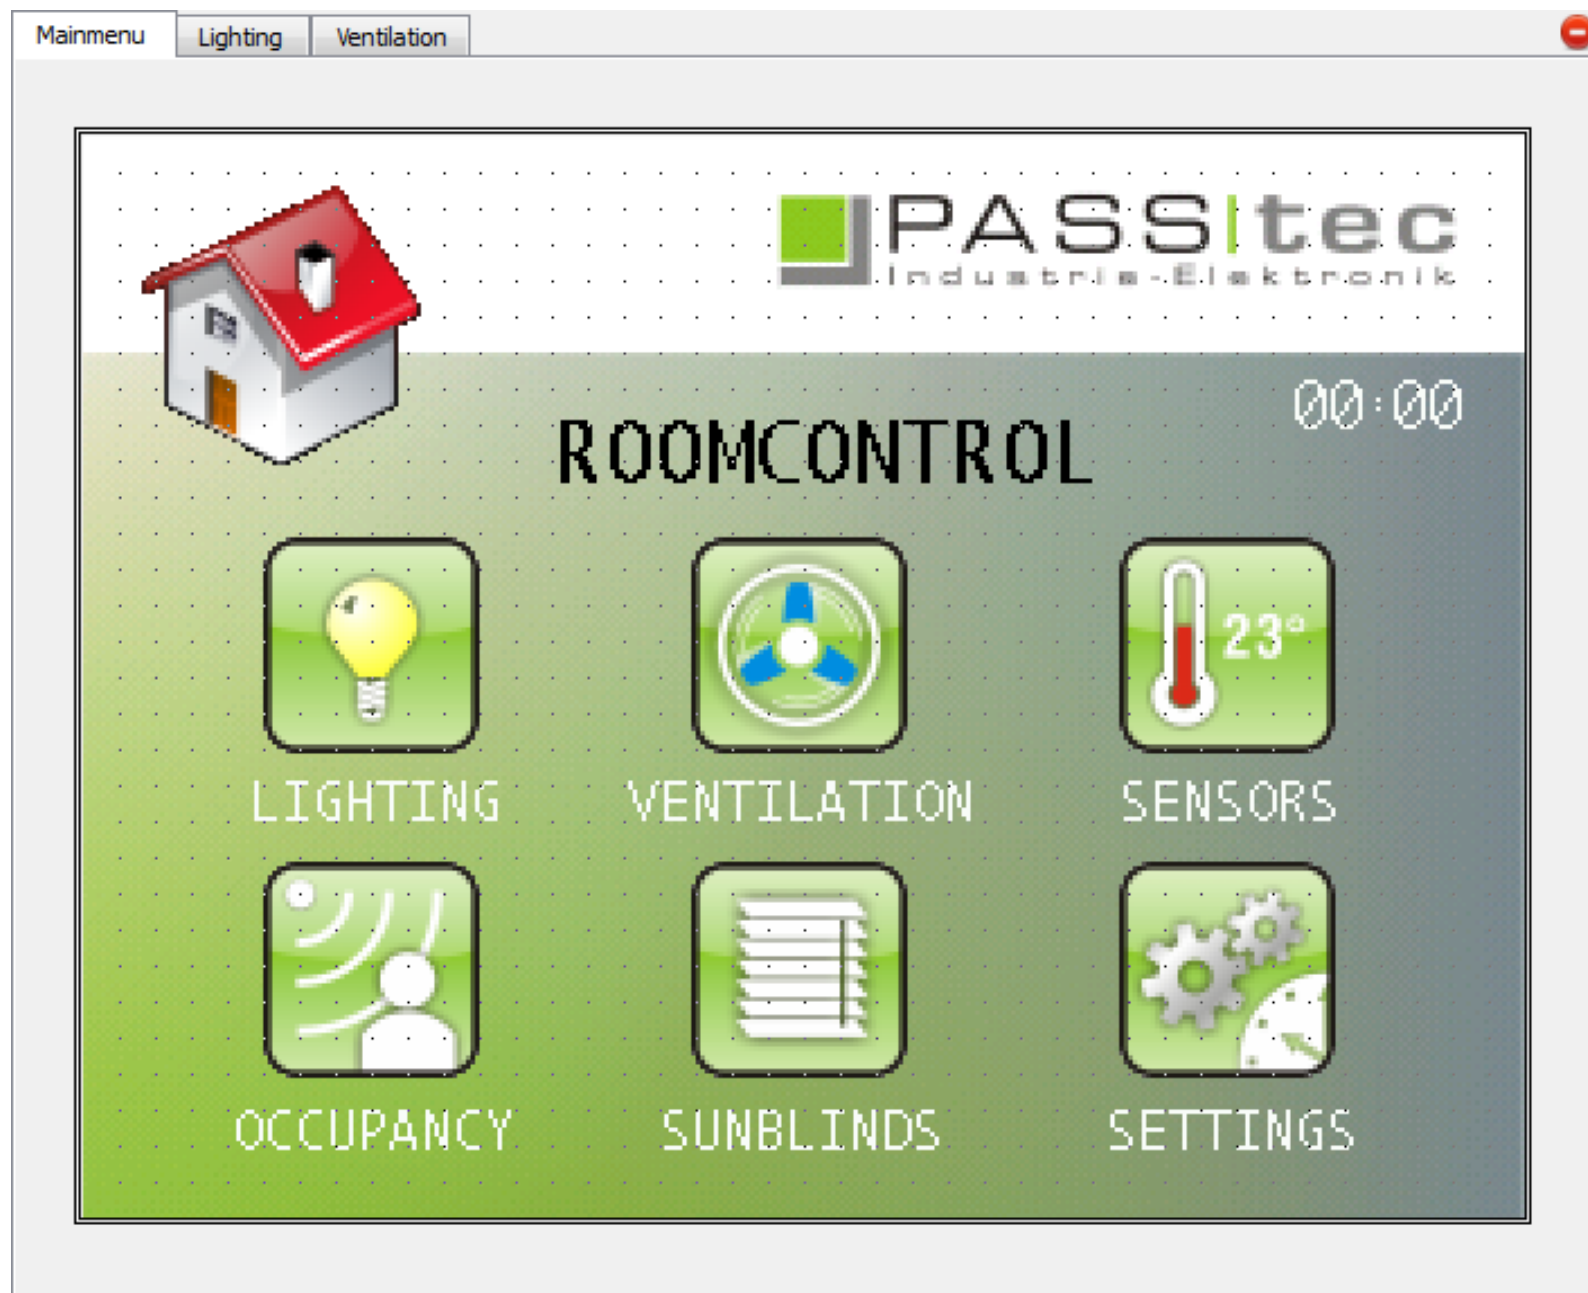 Mainmenu Lighting Ventilation
PASS|tec
Industrie-Elektronik
00:00
ROOMCONTROL
23°
LIGHTING VENTILATION SENSORS
OCCUPANCY SUNBLINDS SETTINGS